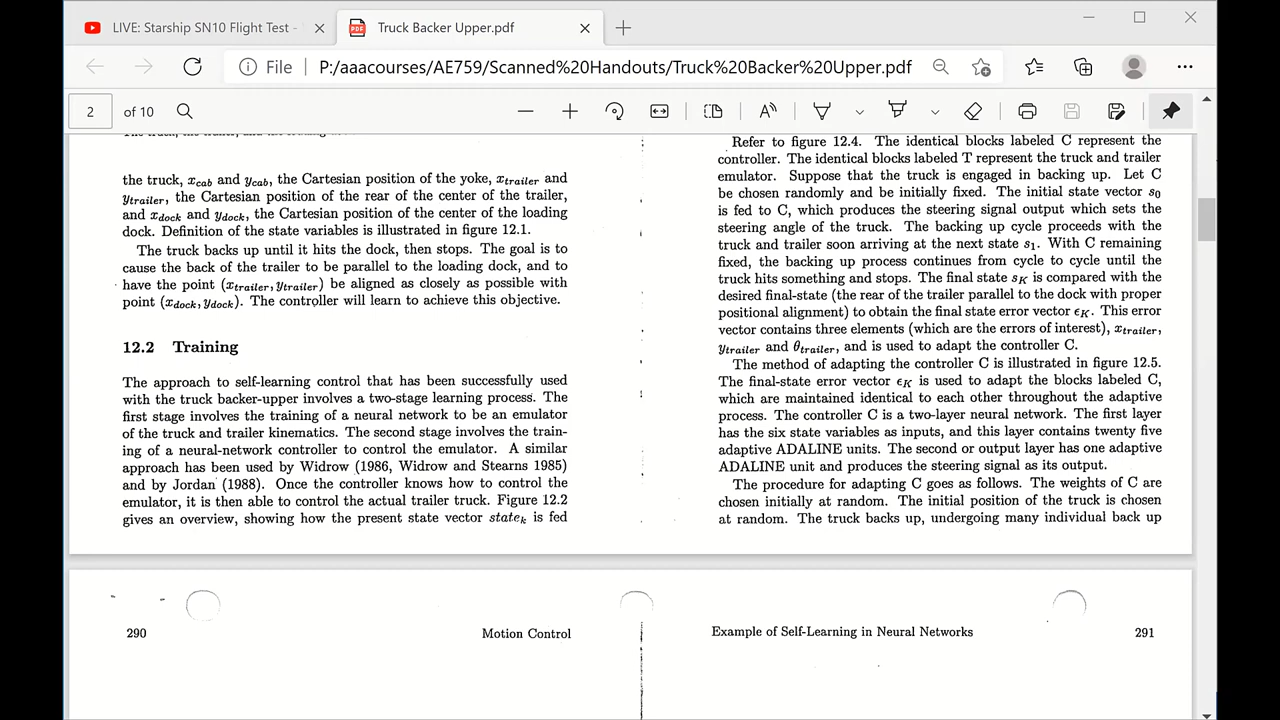 LIVE: Starship SN10 Flight Test -
Truck Backer Upper.pdf
File P:/aaacourses/AE759/Scanned%20Handouts/Truck%20Backer%20Upper.pdf
2 of 10
the truck, xcab and ycab, the Cartesian position of the yoke, xtrailer and
ytrailer, the Cartesian position of the rear of the center of the trailer,
and xdock and ydock, the Cartesian position of the center of the loading
dock. Definition of the state variables is illustrated in figure 12.1.
The truck backs up until it hits the dock, then stops. The goal is to
cause the back of the trailer to be parallel to the loading dock, and to
have the point (xtrailer, ytrailer) be aligned as closely as possible with
point (xdock, ydock). The controller will learn to achieve this objective.
12.2 Training
The approach to self-learning control that has been successfully used
with the truck backer-upper involves a two-stage learning process. The
first stage involves the training of a neural network to be an emulator
of the truck and trailer kinematics. The second stage involves the train-
ing of a neural-network controller to control the emulator. A similar
approach has been used by Widrow (1986, Widrow and Stearns 1985)
and by Jordan (1988). Once the controller knows how to control the
emulator, it is then able to control the actual trailer truck. Figure 12.2
gives an overview, showing how the present state vector statek is fed
Refer to figure 12.4. The identical blocks labeled C represent the
controller. The identical blocks labeled T represent the truck and trailer
emulator. Suppose that the truck is engaged in backing up. Let C
be chosen randomly and be initially fixed. The initial state vector s0
is fed to C, which produces the steering signal output which sets the
steering angle of the truck. The backing up cycle proceeds with the
truck and trailer soon arriving at the next state s1. With C remaining
fixed, the backing up process continues from cycle to cycle until the
truck hits something and stops. The final state sK is compared with the
desired final-state (the rear of the trailer parallel to the dock with proper
positional alignment) to obtain the final state error vector ϵK. This error
vector contains three elements (which are the errors of interest), xtrailer,
ytrailer and θtrailer, and is used to adapt the controller C.
The method of adapting the controller C is illustrated in figure 12.5.
The final-state error vector ϵK is used to adapt the blocks labeled C,
which are maintained identical to each other throughout the adaptive
process. The controller C is a two-layer neural network. The first layer
has the six state variables as inputs, and this layer contains twenty five
adaptive ADALINE units. The second or output layer has one adaptive
ADALINE unit and produces the steering signal as its output.
The procedure for adapting C goes as follows. The weights of C are
chosen initially at random. The initial position of the truck is chosen
at random. The truck backs up, undergoing many individual back up
290 Motion Control
Example of Self-Learning in Neural Networks 291